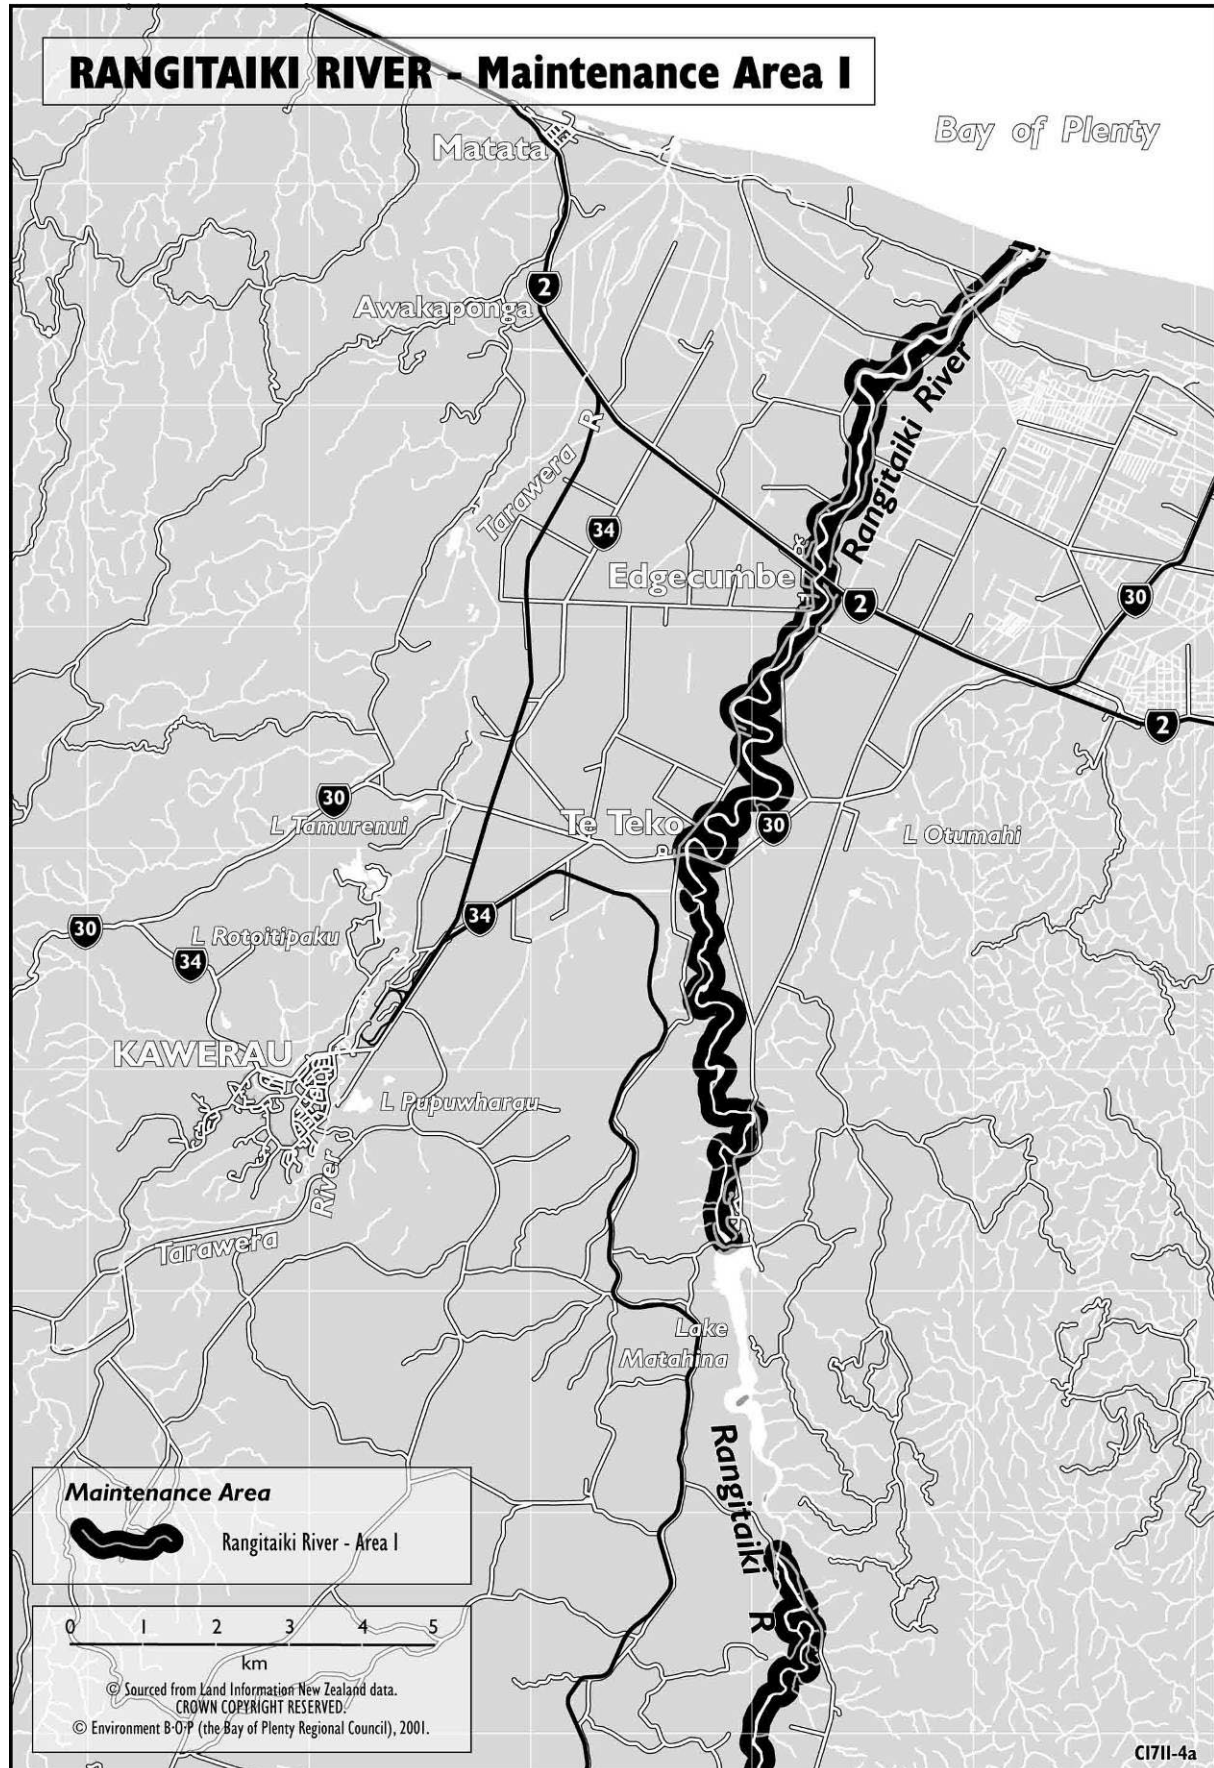 RANGITAIKI RIVER - Maintenance Area I
Bay of Plenty
Matata
2
Awakaponga
Rangitaiki River
Tarawera R
34
Edgecumbe
2
30
2
30
L Tamurenui
Te Teko
30
L Otumahi
34
30
L Rotoitipaku
34
KAWERAU
L Pupuwharau
River
Tarawera
Lake
Matahina
Rangitaiki R
Maintenance Area
Rangitaiki River - Area I
0 1 2 3 4 5
km
© Sourced from Land Information New Zealand data.
CROWN COPYRIGHT RESERVED.
© Environment B·O·P (the Bay of Plenty Regional Council), 2001.
CI7II-4a